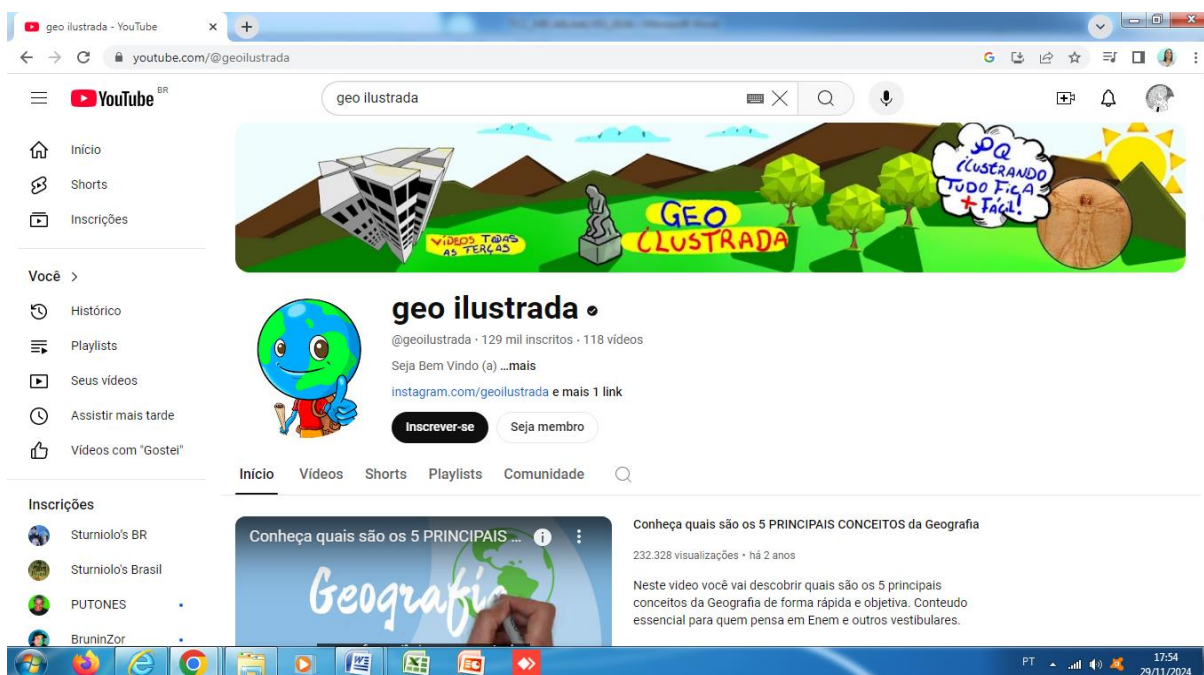 geo ilustrada - YouTube
youtube.com/@geoilustrada
YouTube BR
geo ilustrada
Início
Shorts
Inscrições
Você
Histórico
Playlists
Seus vídeos
Assistir mais tarde
Vídeos com "Gostei"
Inscrições
Sturniolo's BR
Sturniolo's Brasil
PUTONES
BruninZor
VÍDEOS TODAS
AS TERÇAS
GEO
ILUSTRADA
PQ
ILUSTRANDO
TUDO FICA
+ FÁCIL!
geo ilustrada
@geoilustrada · 129 mil inscritos · 118 vídeos
Seja Bem Vindo (a) ...mais
instagram.com/geoilustrada e mais 1 link
Inscrever-se Seja membro
Início Vídeos Shorts Playlists Comunidade
Conheça quais são os 5 PRINCIPAIS ...
Geografia
Conheça quais são os 5 PRINCIPAIS CONCEITOS da Geografia
232.328 visualizações • há 2 anos
Neste video você vai descobrir quais são os 5 principais
conceitos da Geografia de forma rápida e objetiva. Conteudo
essencial para quem pensa em Enem e outros vestibulares.
PT 17:54
29/11/2024